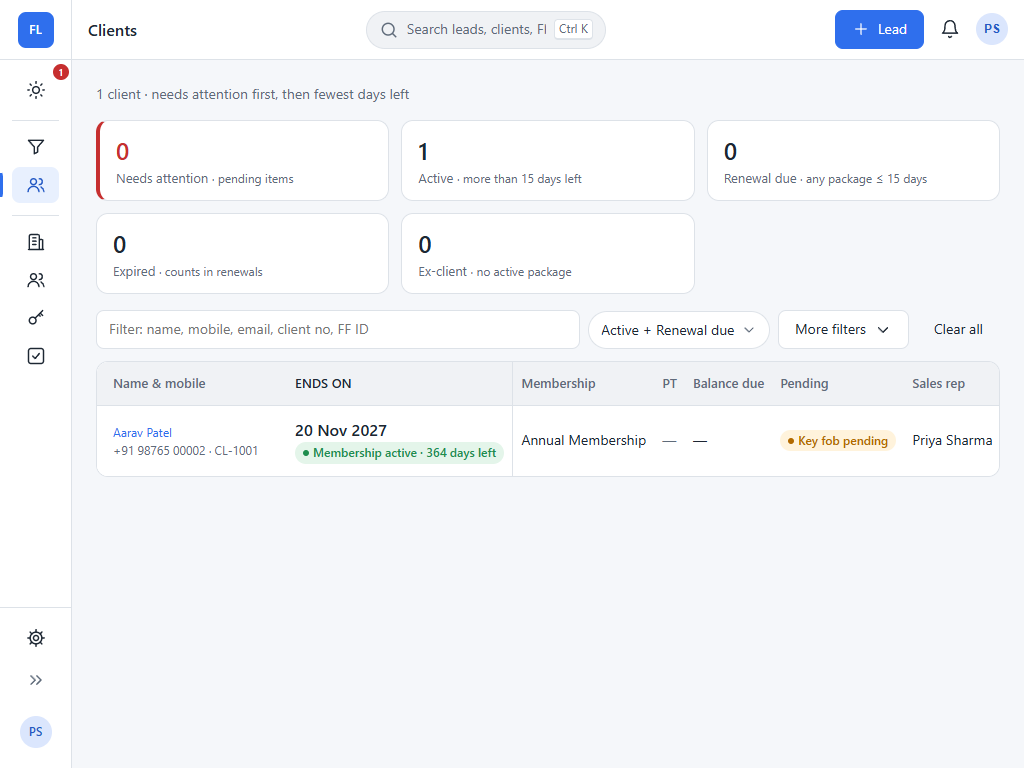 FL
Clients
Search leads, clients, FI
Ctrl K
Lead
PS
1
1 client · needs attention first, then fewest days left
0
Needs attention · pending items
1
Active · more than 15 days left
0
Renewal due · any package ≤ 15 days
0
Expired · counts in renewals
0
Ex-client · no active package
Filter: name, mobile, email, client no, FF ID
Active + Renewal due
More filters
Clear all
Name & mobile ENDS ON Membership PT Balance due Pending Sales rep
Aarav Patel
+91 98765 00002 · CL-1001
20 Nov 2027
Membership active · 364 days left
Annual Membership — — Key fob pending Priya Sharma
PS